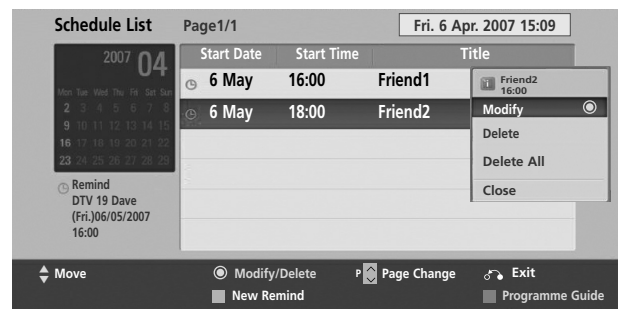 Schedule List
Page1/1
Fri. 6 Apr. 2007 15:09
2007 04
Mon Tue Wed Thu Fri Sat Sun
2 3 4 5 6 7 8
9 10 11 12 13 14 15
16 17 18 19 20 21 22
23 24 25 26 27 28 29
Remind
DTV 19 Dave
(Fri.)06/05/2007
16:00
Start Date Start Time Title
6 May 16:00 Friend1
6 May 18:00 Friend2
Friend2
16:00
Modify
Delete
Delete All
Close
Move
Modify/Delete
P Page Change
Exit
New Remind
Programme Guide